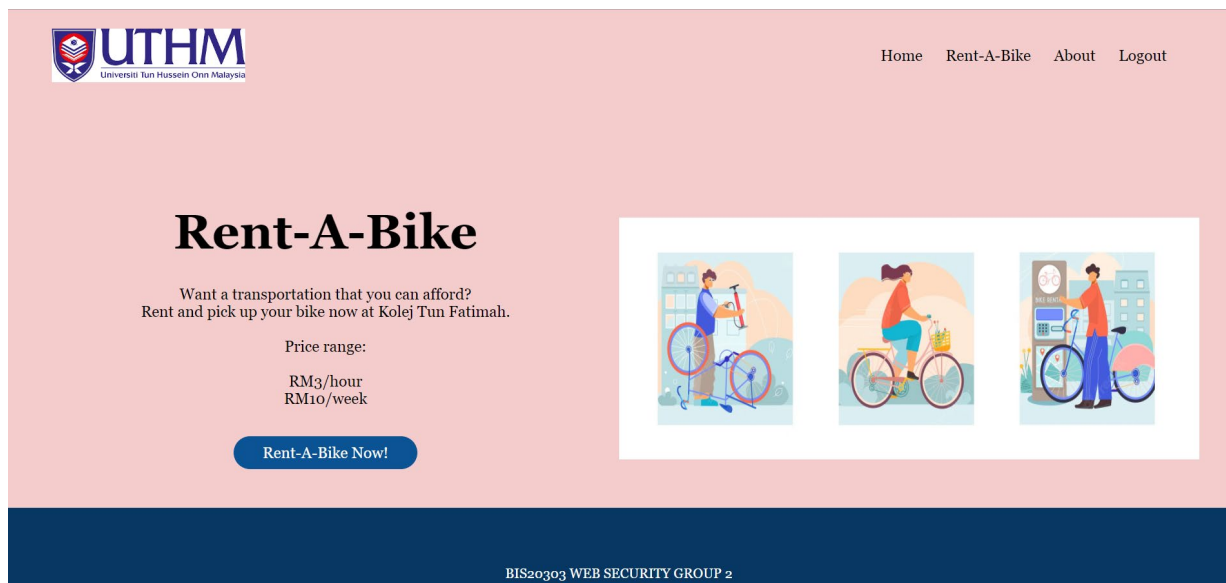 UTHM
Universiti Tun Hussein Onn Malaysia
Home Rent-A-Bike About Logout
Rent-A-Bike
Want a transportation that you can afford?
Rent and pick up your bike now at Kolej Tun Fatimah.
Price range:
RM3/hour
RM10/week
Rent-A-Bike Now!
BIKE RENTAL
BIS20303 WEB SECURITY GROUP 2